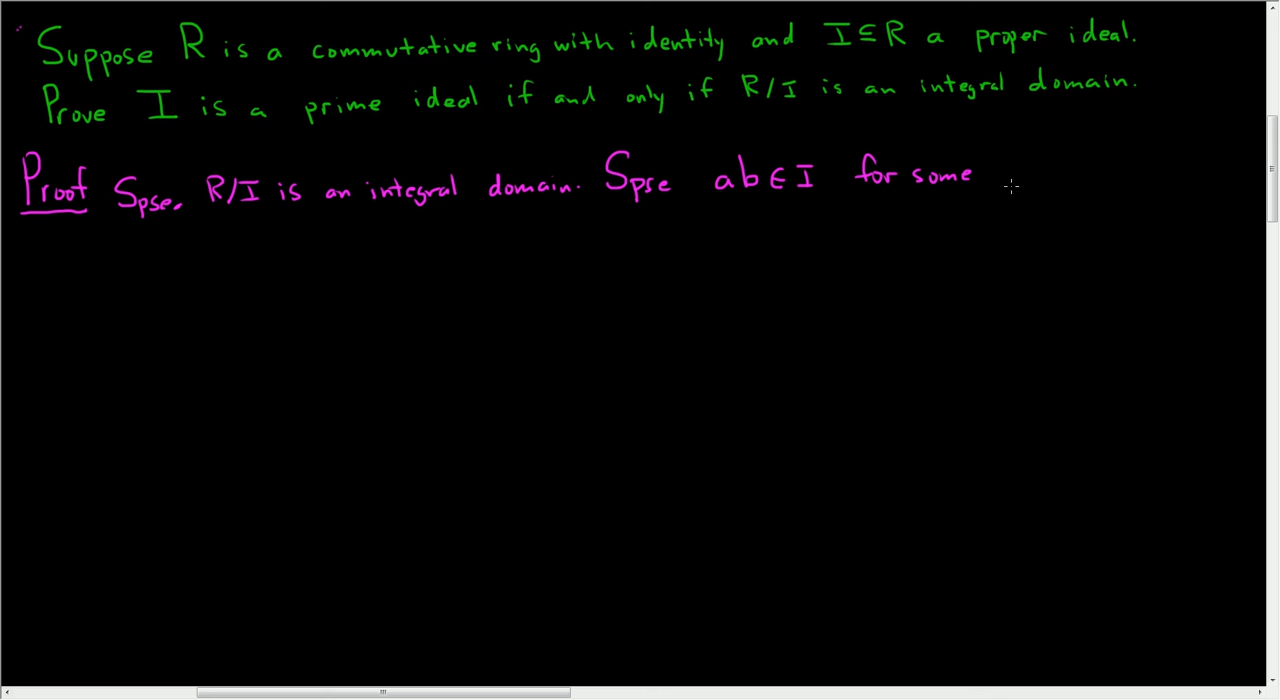 Suppose R is a commutative ring with identity and I ⊆ R a proper ideal.
Prove I is a prime ideal if and only if R/I is an integral domain.
Proof Spse. R/I is an integral domain. Spse ab ∈ I for some